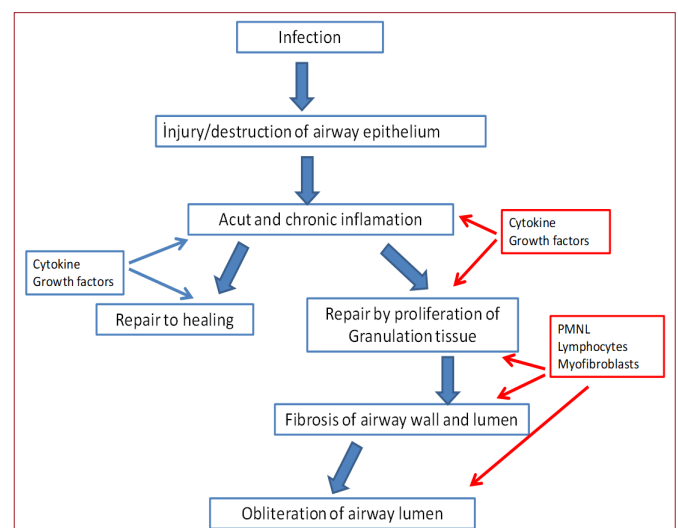 Infection
İnjury/destruction of airway epithelium
Acut and chronic inflamation
Cytokine
Growth factors
Cytokine
Growth factors
Repair to healing
Repair by proliferation of
Granulation tissue
PMNL
Lymphocytes
Myofibroblasts
Fibrosis of airway wall and lumen
Obliteration of airway lumen